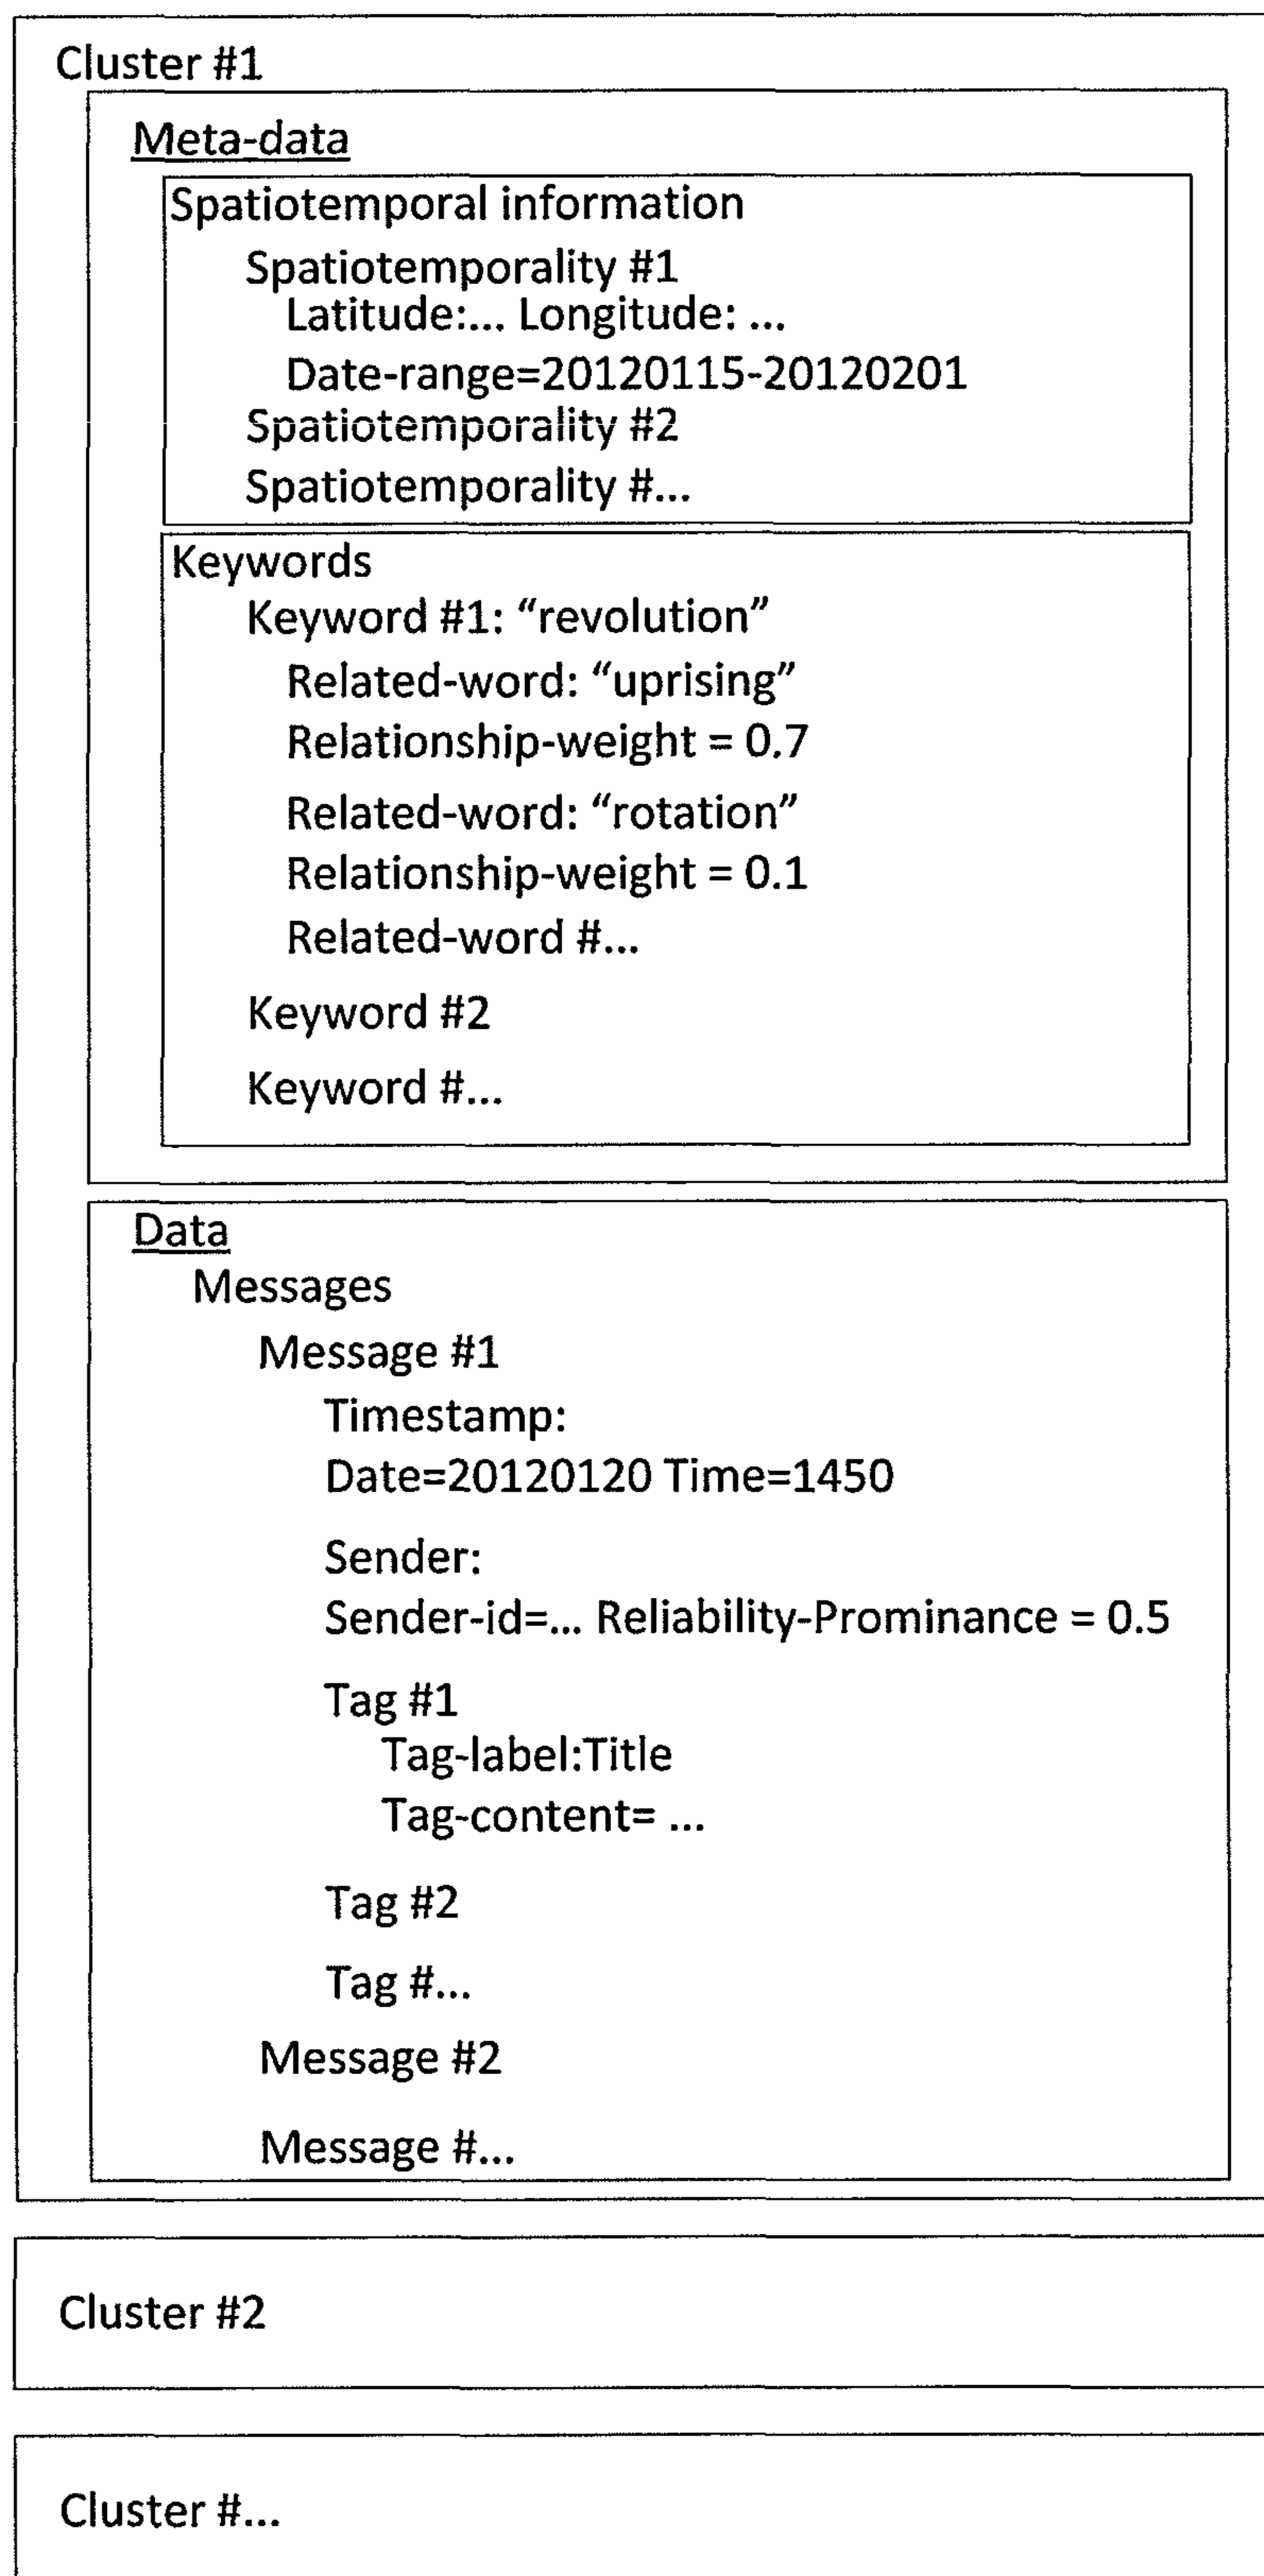 Cluster #1
Meta-data
Spatiotemporal information
Spatiotemporality #1
Latitude:... Longitude: ...
Date-range=20120115-20120201
Spatiotemporality #2
Spatiotemporality #...
Keywords
Keyword #1: “revolution”
Related-word: “uprising”
Relationship-weight = 0.7
Related-word: “rotation”
Relationship-weight = 0.1
Related-word #...
Keyword #2
Keyword #...
Data
Messages
Message #1
Timestamp:
Date=20120120 Time=1450
Sender:
Sender-id=... Reliability-Prominance = 0.5
Tag #1
Tag-label:Title
Tag-content= ...
Tag #2
Tag #...
Message #2
Message #...
Cluster #2
Cluster #...